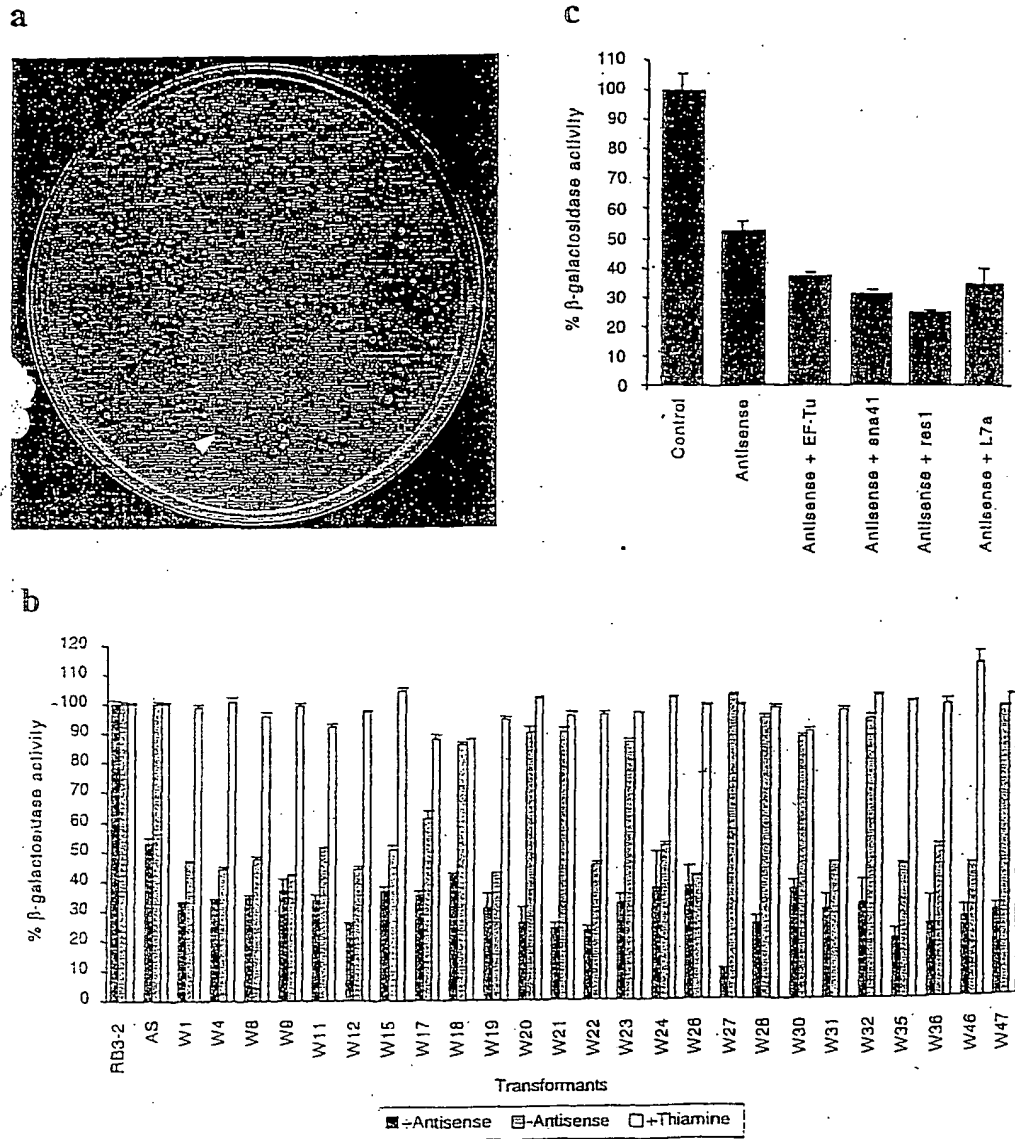 a
c
110
100
90
80
70
60
50
40
30
20
10
0
% β-galactosidase activity
Control
Antisense
Antisense + EF-Tu
Antisense + ena41
Antisense + res1
Antisense + L7a
b
120
110
100
90
80
70
60
50
40
30
20
10
0
% β-galactosidase activity
RB3-2
AS
W1
W4
W8
W11
W12
W15
W17
W18
W19
W20
W21
W22
W23
W24
W26
W27
W28
W30
W31
W32
W35
W36
W46
W47
Transformants
+Antisense -Antisense +Thiamine